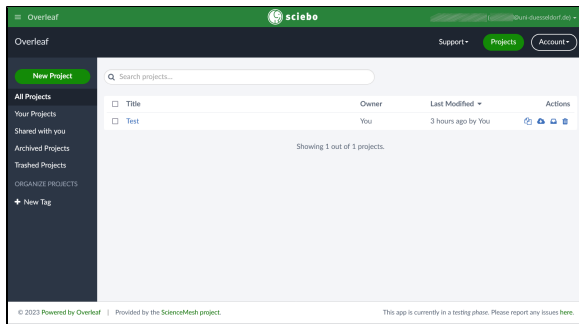 Overleaf
sciebo
@uni-duesseldorf.de)
Overleaf
Support
Projects
Account
New Project
Search projects...
All Projects
Your Projects
Shared with you
Archived Projects
Trashed Projects
ORGANIZE PROJECTS
New Tag
Title Owner Last Modified Actions
Test You 3 hours ago by You
Showing 1 out of 1 projects.
© 2023 Powered by Overleaf | Provided by the ScienceMesh project.
This app is currently in a testing phase. Please report any issues here.